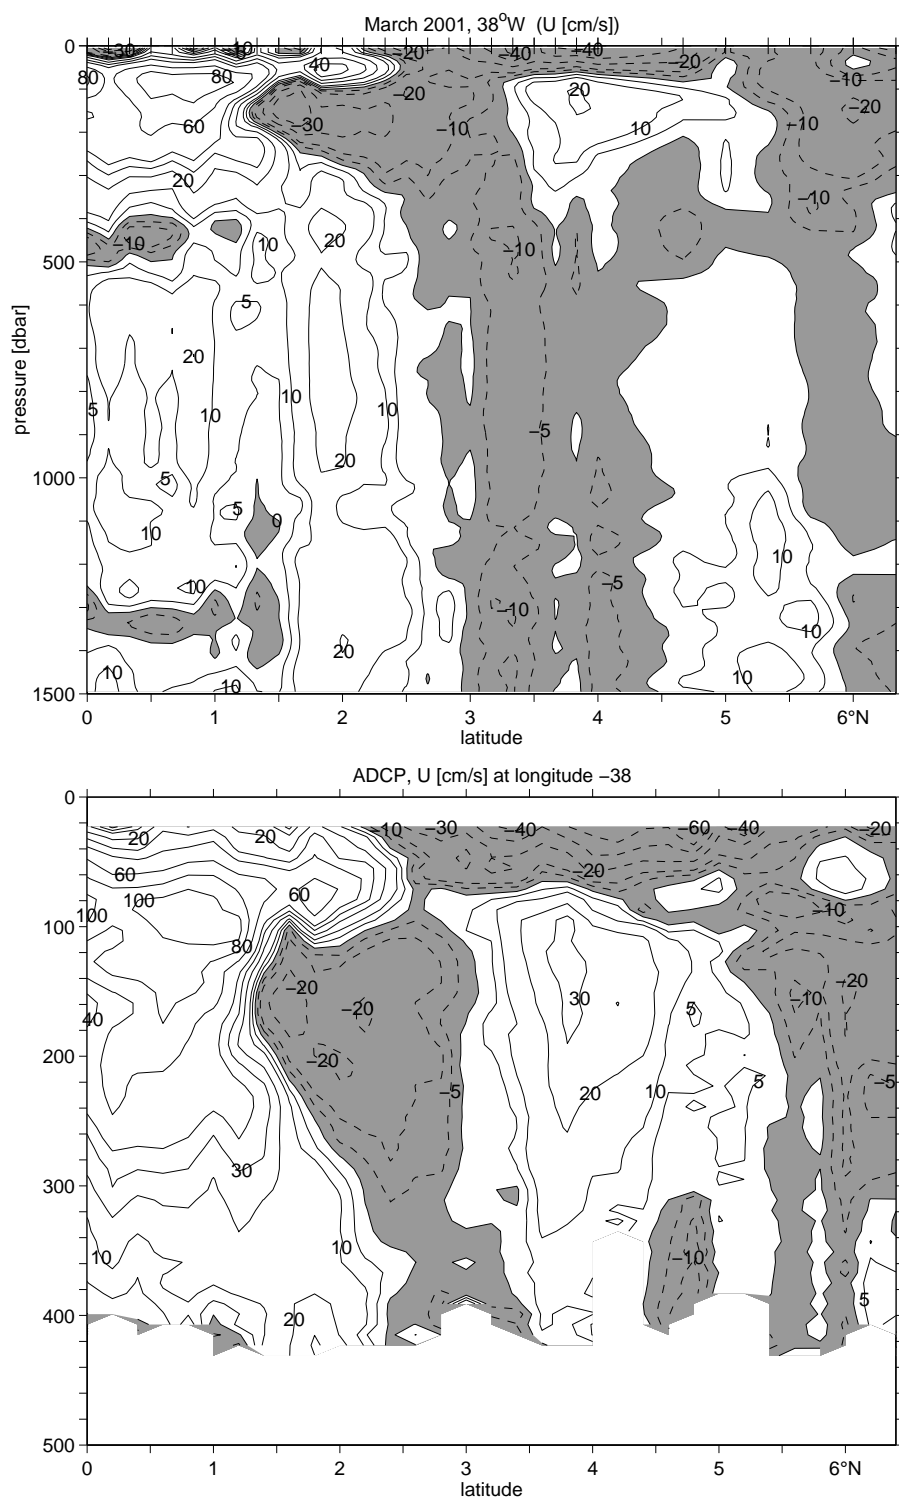 March 2001, 38°W (U [cm/s])
−30 10 −20 −40 −40
80 80 40 −20 −10
−20 20 −20
60 −30 −10 10 −10
20 −10
−10 10 20 −10
0
500
1000
1500
pressure [dbar]
5
20
5 10 10 10 −5
20
5
5 0
10 10
10 −5
−10 10
20
10 10 10
0 1 2 3 4 5 6°N
latitude
ADCP, U [cm/s] at longitude −38
0
100
200
300
400
500
20 20 −10 −30 −40 −60 −40 −20
60 −20
100 60
100 −10
80
−20 −20
40 −20 30 5 −10
−20
−5 20 10 5 −5
30
10 10 −10
20 5
0 1 2 3 4 5 6°N
latitude